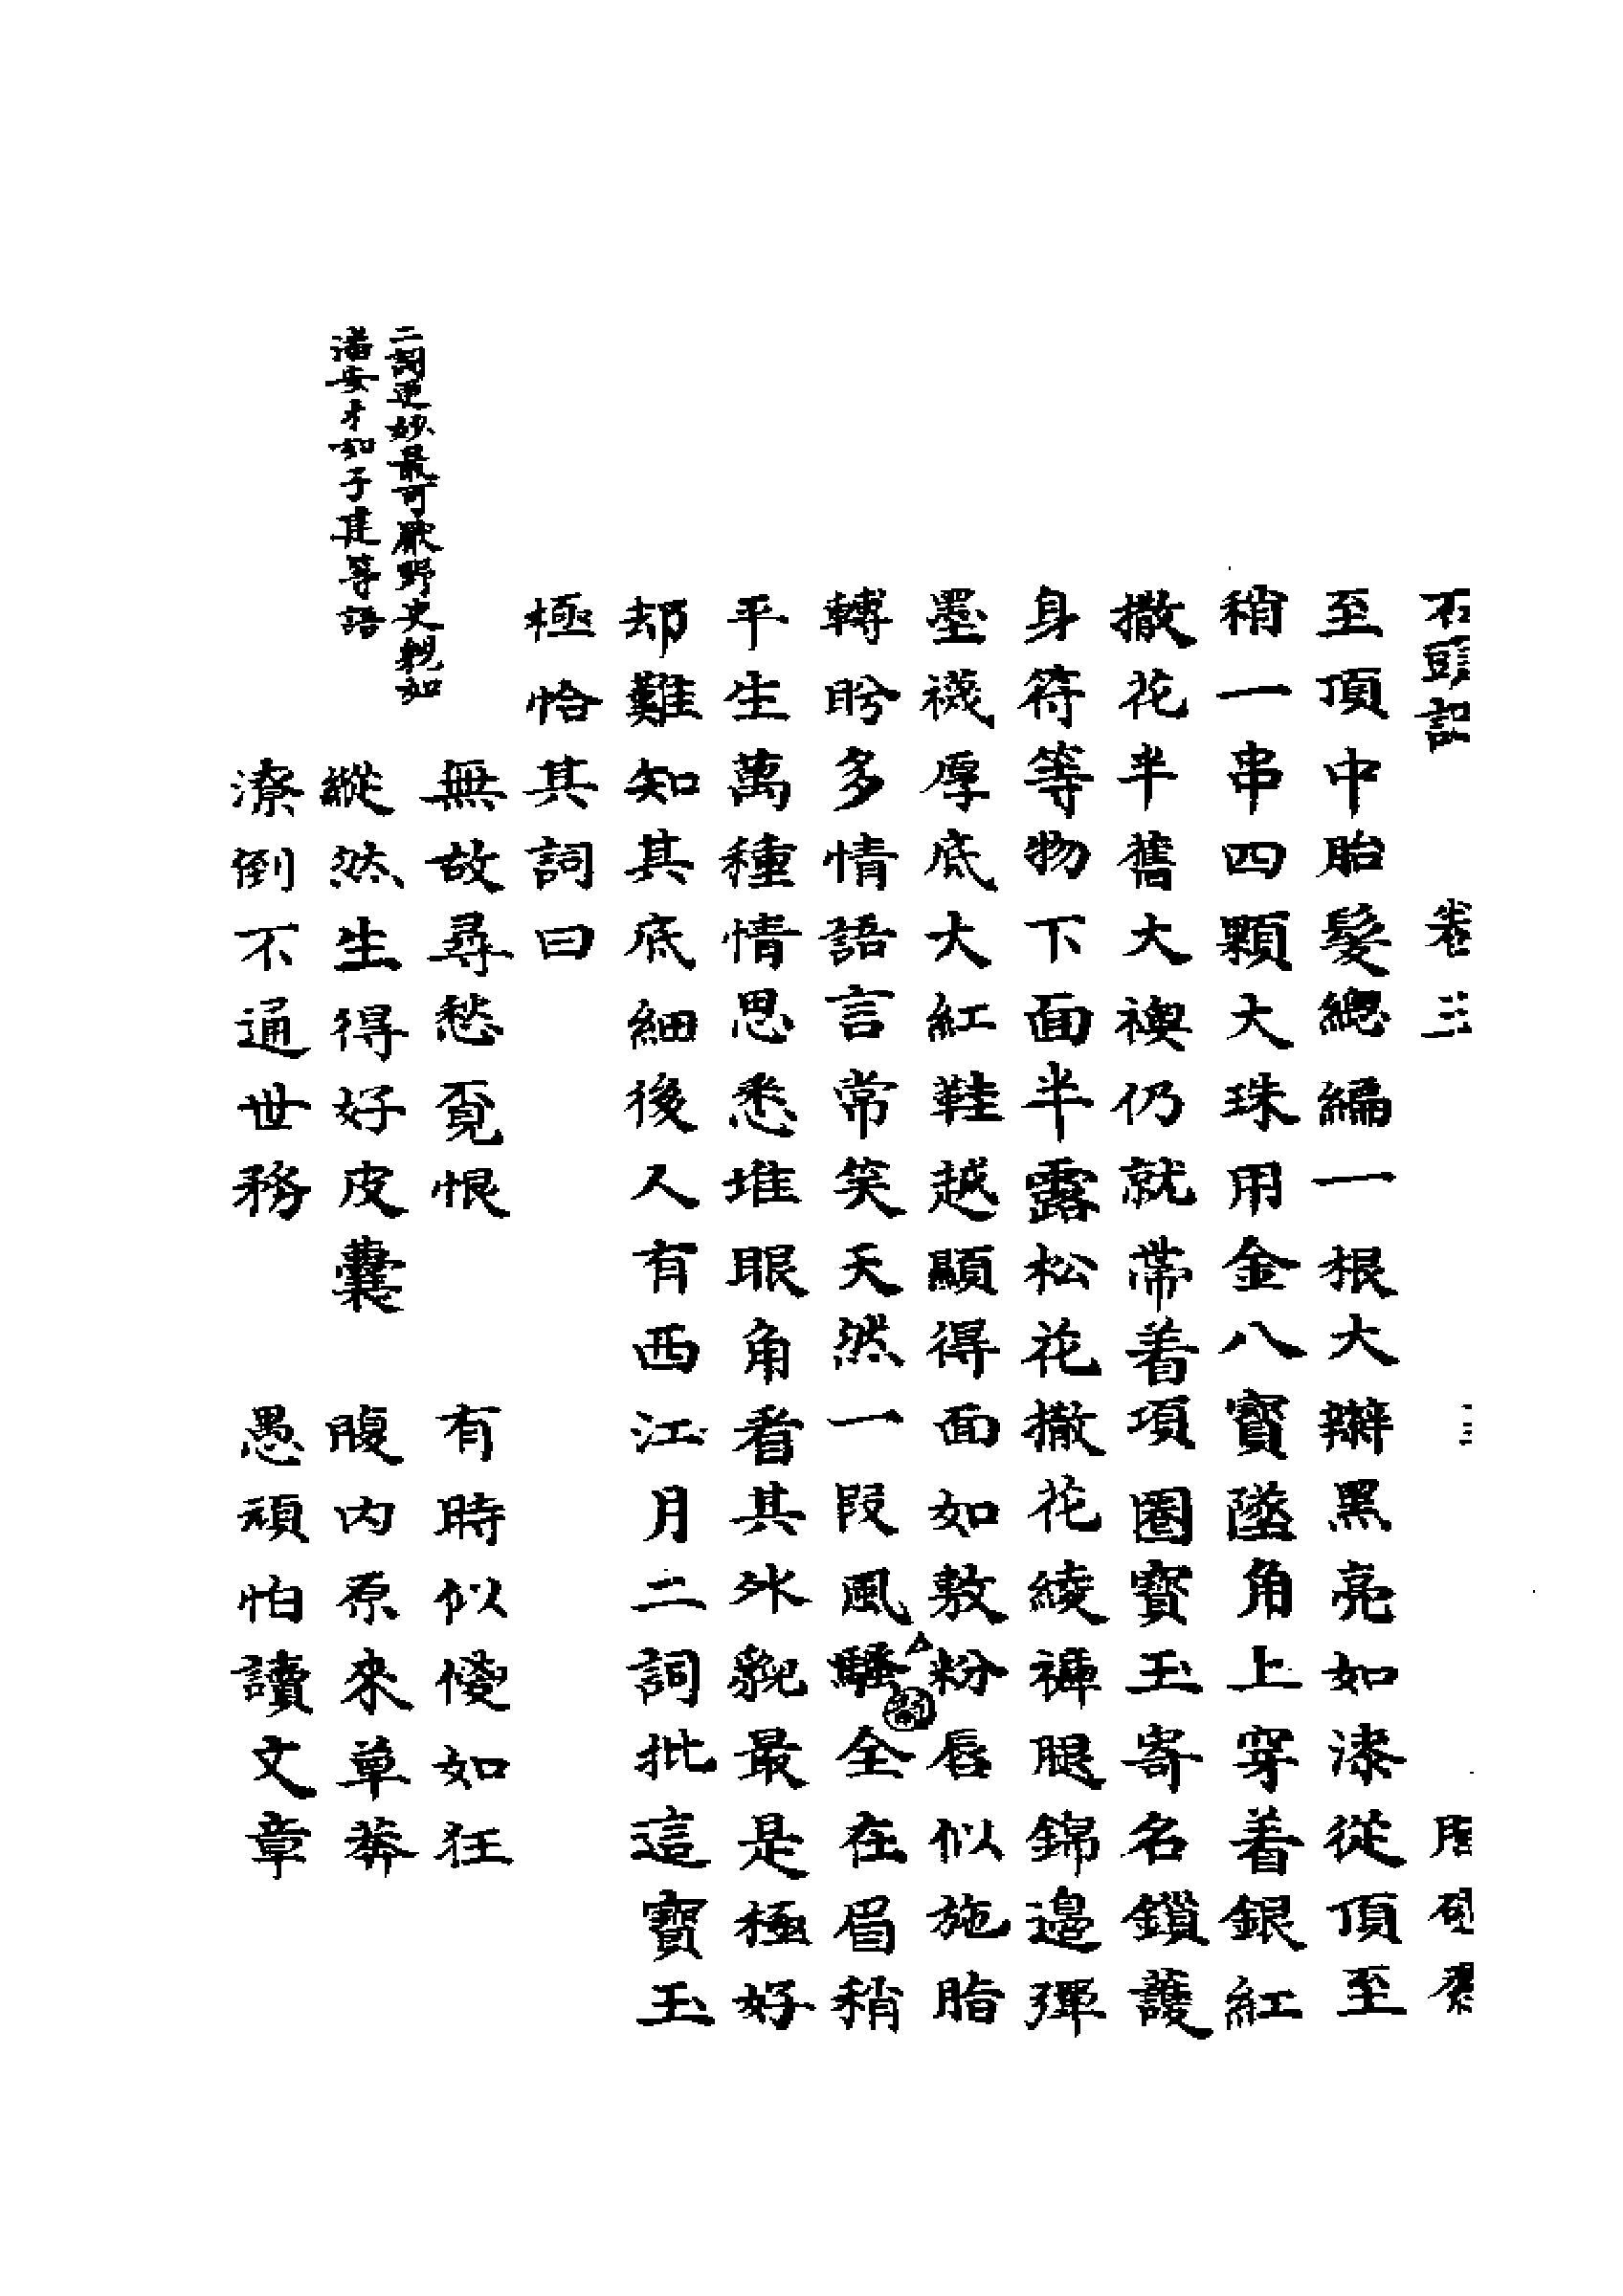 石頭記 卷三 脂硯齋
至頂中胎髮總編一根大辮黑亮如漆從頂至
稍一串四顆大珠用金八寳墜角上穿着銀紅
撒花半舊大襖仍就帶着項圈寳玉寄名鎖護
身符等物下面半露松花撒花綾褲腿錦邉彈
墨襪厚底大紅鞋越顯得面如敷粉唇似施脂
轉盻多情語言常笑天然一段風騷全在眉稍
韻
平生萬種情思悉堆眼角看其外貌最是極好
却難知其底細後人有西江月二詞批這寳玉
極恰其詞曰
二詞更妙最可厭野史貌如
潘安才如子建等語
無故尋愁覓恨 有時似傻如狂
縱然生得好皮囊 腹内原來草莽
潦倒不通世務 愚頑怕讀文章